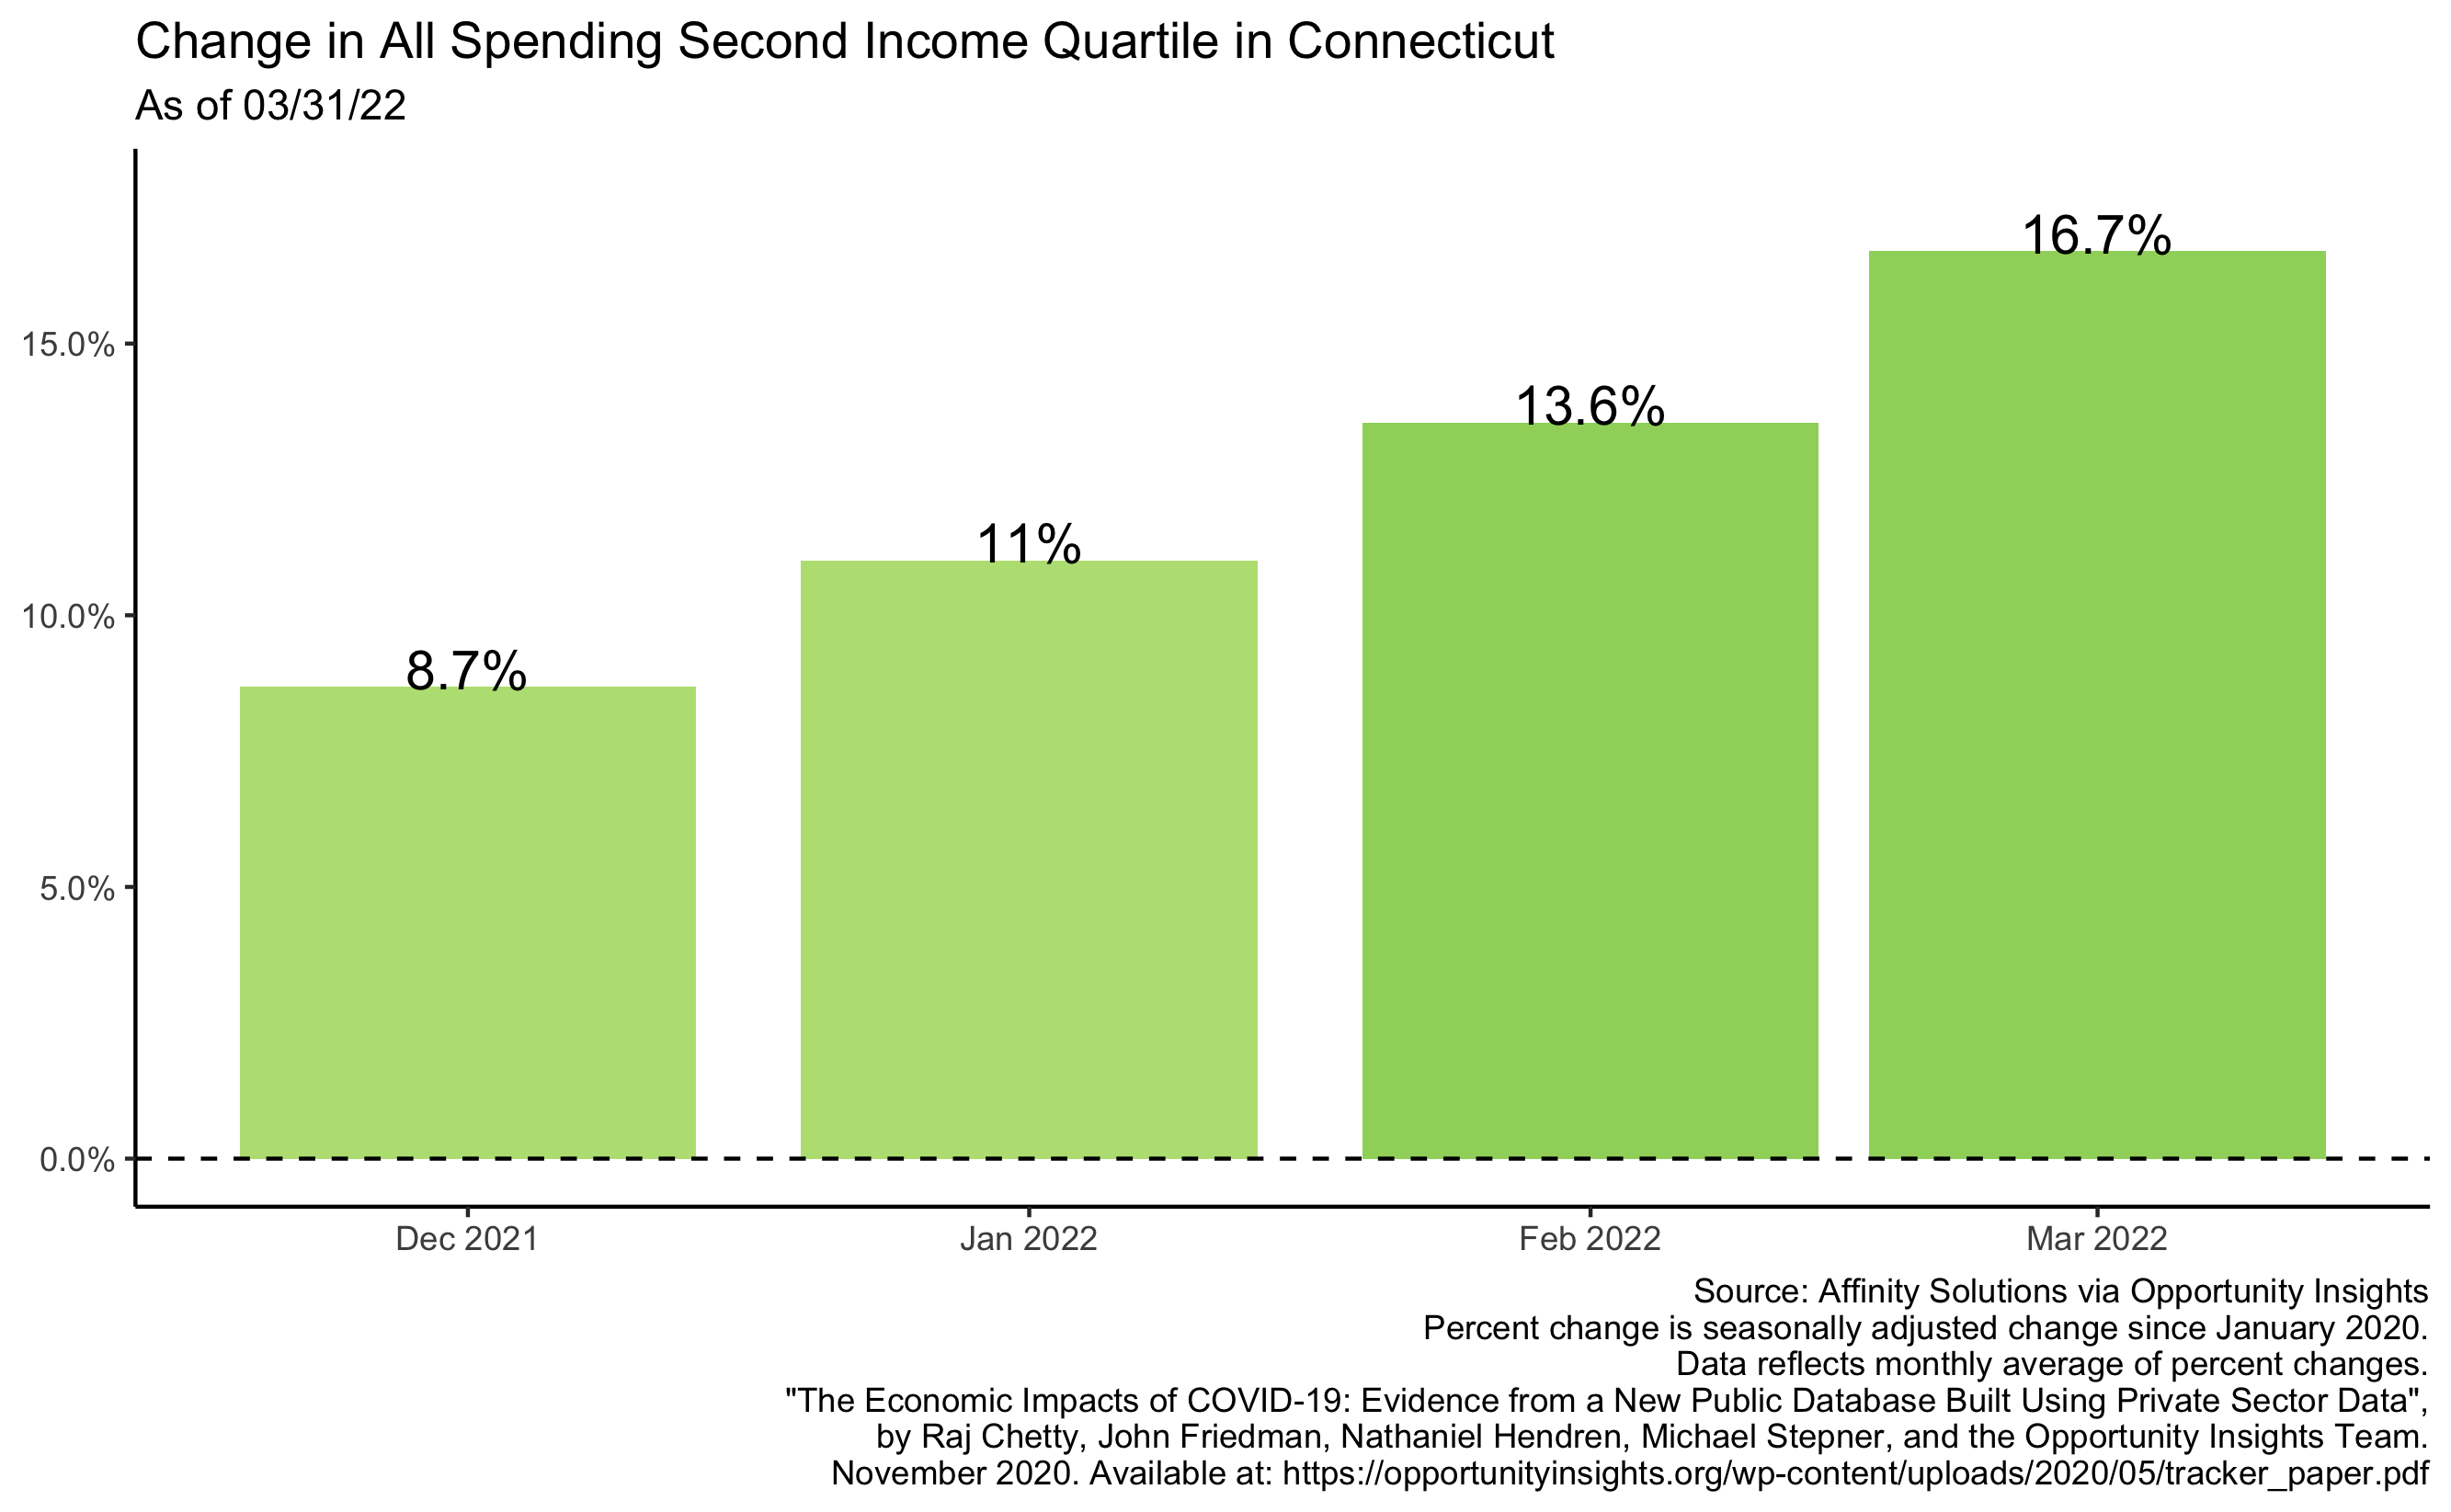 Change in All Spending Second Income Quartile in Connecticut
As of 03/31/22
16.7%
15.0%
13.6%
11%
10.0%
8.7%
5.0%
0.0%
Dec 2021
Jan 2022
Feb 2022
Mar 2022
Source: Affinity Solutions via Opportunity Insights
Percent change is seasonally adjusted change since January 2020.
Data reflects monthly average of percent changes.
"The Economic Impacts of COVID-19: Evidence from a New Public Database Built Using Private Sector Data",
by Raj Chetty, John Friedman, Nathaniel Hendren, Michael Stepner, and the Opportunity Insights Team.
November 2020. Available at: https://opportunityinsights.org/wp-content/uploads/2020/05/tracker_paper.pdf